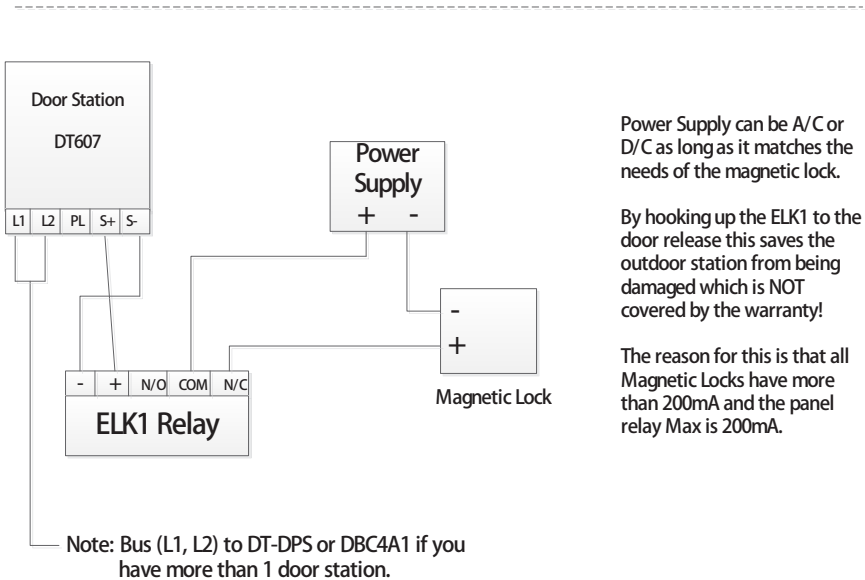 Door Station
DT607
L1 L2 PL S+ S-
Power
Supply
+ -
-
+
Magnetic Lock
- + N/O COM N/C
ELK1 Relay
Note: Bus (L1, L2) to DT-DPS or DBC4A1 if you
have more than 1 door station.
Power Supply can be A/C or
D/C as long as it matches the
needs of the magnetic lock.
By hooking up the ELK1 to the
door release this saves the
outdoor station from being
damaged which is NOT
covered by the warranty!
The reason for this is that all
Magnetic Locks have more
than 200mA and the panel
relay Max is 200mA.